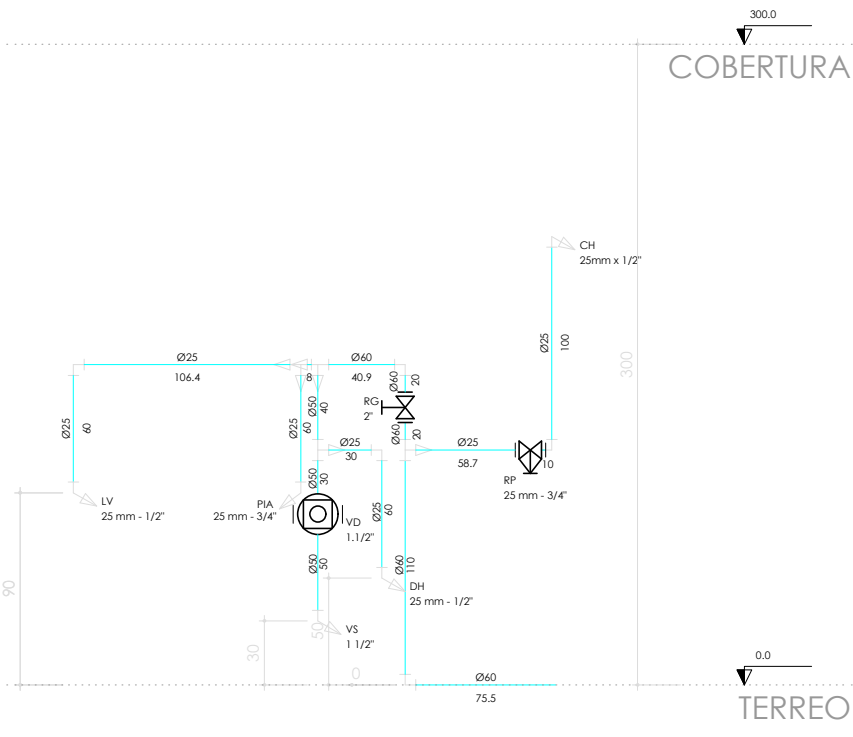 300.0
COBERTURA
CH
25mm x 1/2"
Ø25
100
300
Ø25
106.4
8
Ø60
40.9
Ø60
20
RG
2"
Ø50
40
Ø25
60
Ø25
60
Ø60
20
Ø25
30
Ø25
58.7
10
RP
25 mm - 3/4"
Ø50
30
LV
25 mm - 1/2"
PIA
25 mm - 3/4"
VD
1.1/2"
Ø25
60
Ø50
50
Ø60
110
DH
25 mm - 1/2"
90
30
50
VS
1 1/2"
0
0.0
Ø60
75.5
TERREO